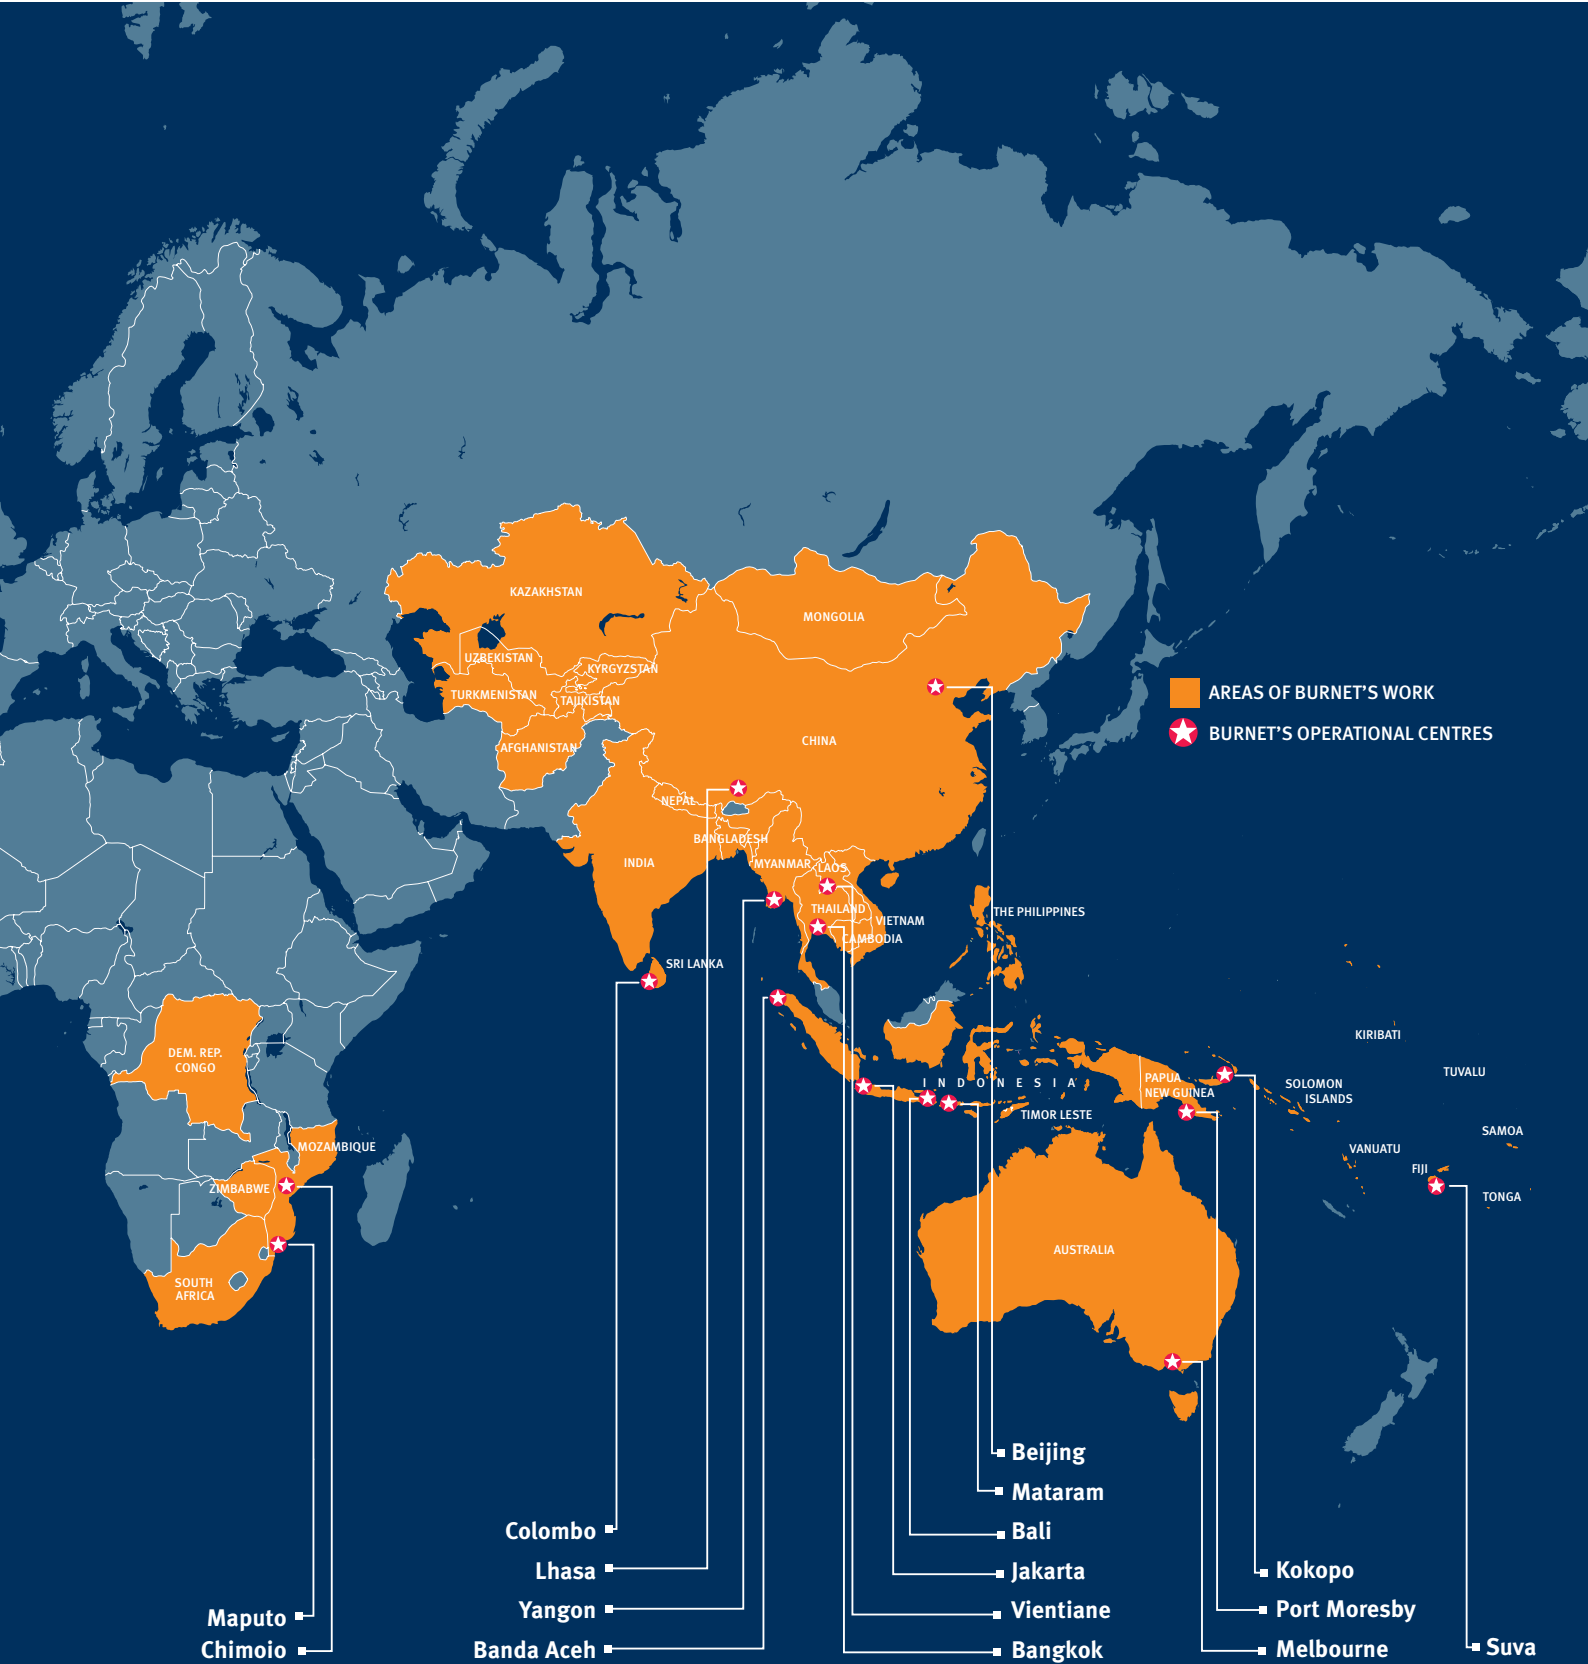 KAZAKHSTAN
MONGOLIA
UZBEKISTAN
KYRGYZSTAN
TURKMENISTAN
TAJIKISTAN
AFGHANISTAN
CHINA
AREAS OF BURNET'S WORK
BURNET'S OPERATIONAL CENTRES
NEPAL
BANGLADESH
INDIA
MYANMAR
LAOS
THAILAND
VIETNAM
CAMBODIA
THE PHILIPPINES
SRI LANKA
DEM. REP.
CONGO
INDONESIA
PAPUA
NEW GUINEA
TIMOR LESTE
KIRIBATI
TUVALU
SOLOMON
ISLANDS
SAMOA
VANUATU
FIJI
TONGA
MOZAMBIQUE
ZIMBABWE
SOUTH
AFRICA
AUSTRALIA
Maputo
Chimoio
Colombo
Lhasa
Yangon
Banda Aceh
Beijing
Mataram
Bali
Jakarta
Vientiane
Bangkok
Kokopo
Port Moresby
Melbourne
Suva